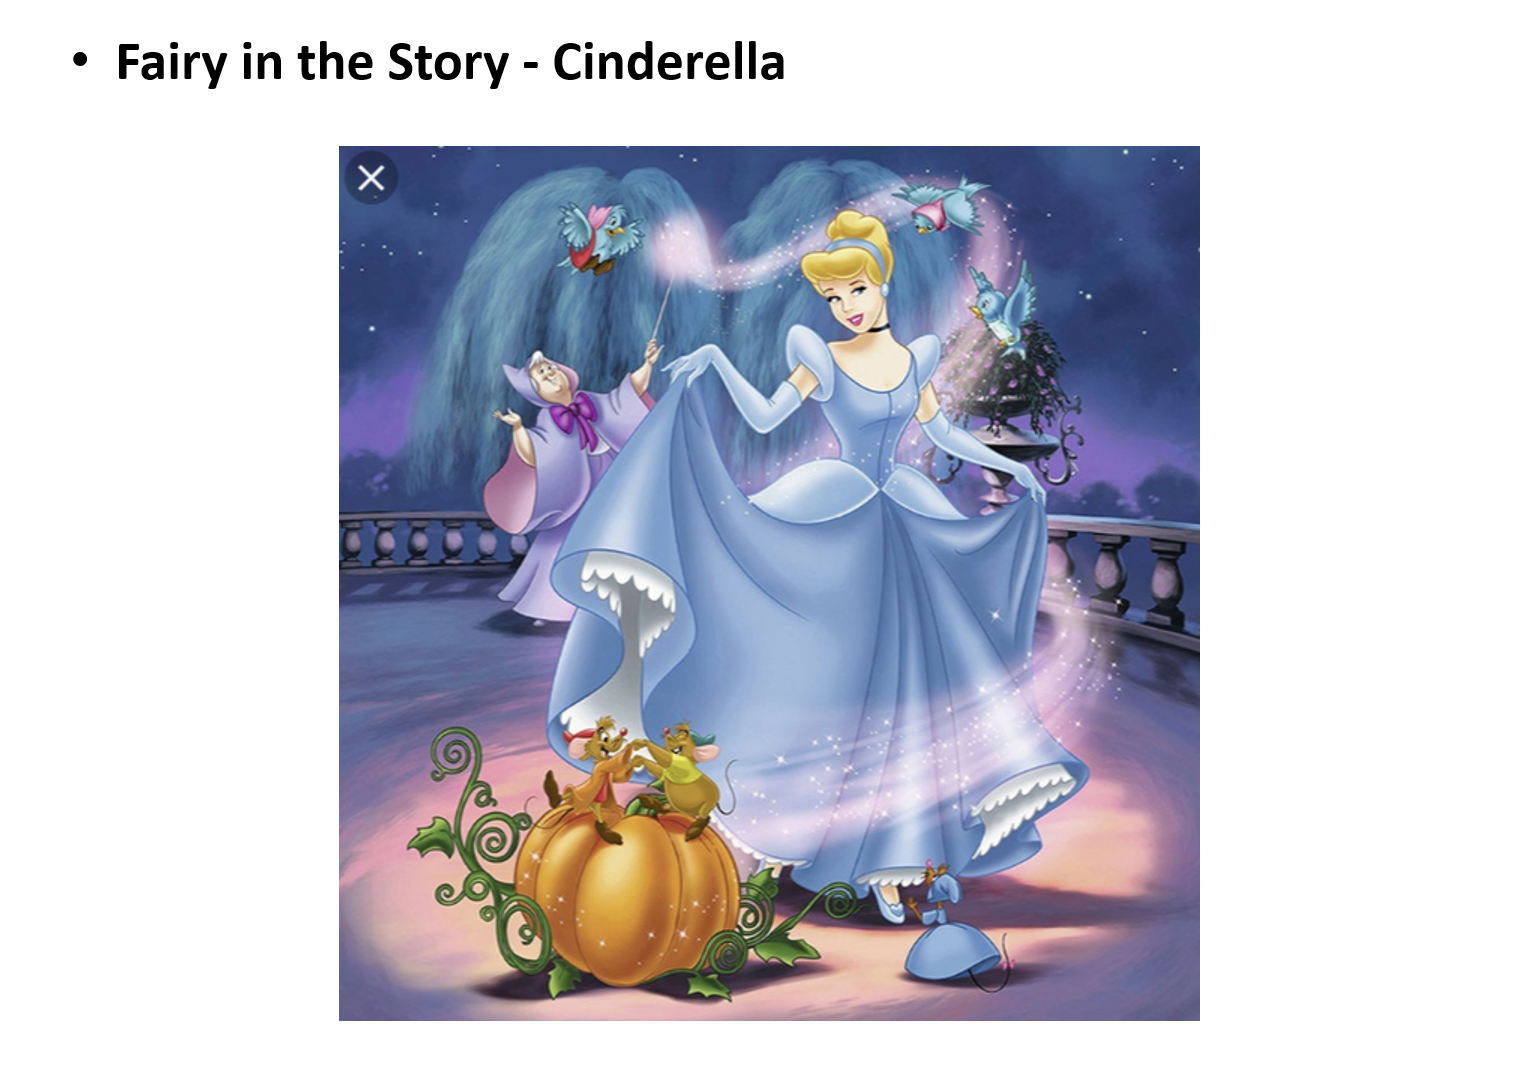 • Fairy in the Story - Cinderella